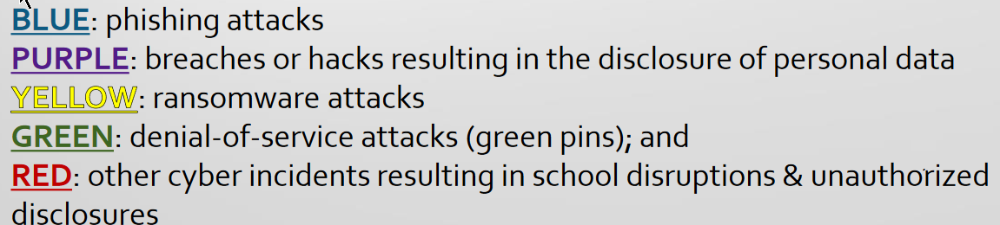 BLUE: phishing attacks
PURPLE: breaches or hacks resulting in the disclosure of personal data
YELLOW: ransomware attacks
GREEN: denial-of-service attacks (green pins); and
RED: other cyber incidents resulting in school disruptions & unauthorized
disclosures